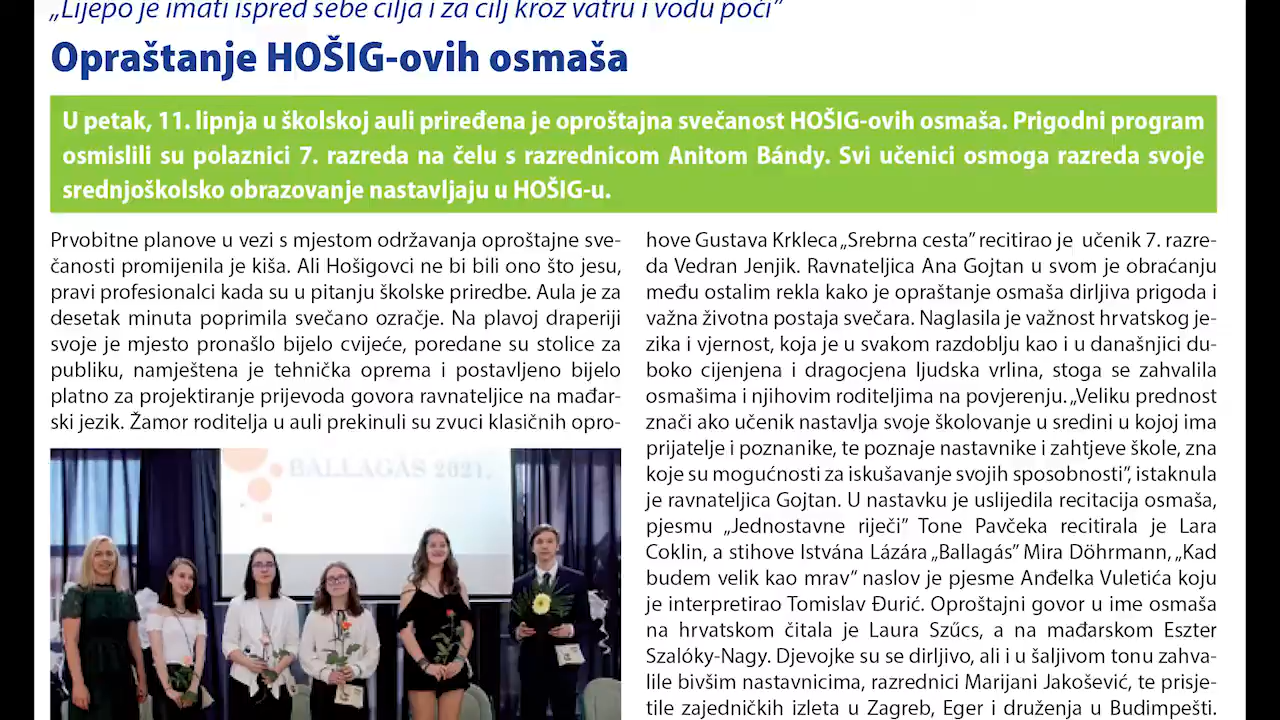 „Lijepo je imati ispred sebe cilja i za cilj kroz vatru i vodu poći”
Opraštanje HOŠIG-ovih osmaša
U petak, 11. lipnja u školskoj auli priređena je oproštajna svečanost HOŠIG-ovih osmaša. Prigodni program
osmislili su polaznici 7. razreda na čelu s razrednicom Anitom Bándy. Svi učenici osmoga razreda svoje
srednjoškolsko obrazovanje nastavljaju u HOŠIG-u.
Prvobitne planove u vezi s mjestom održavanja oproštajne sve-
čanosti promijenila je kiša. Ali Hošigovci ne bi bili ono što jesu,
pravi profesionalci kada su u pitanju školske priredbe. Aula je za
desetak minuta poprimila svečano ozračje. Na plavoj draperiji
svoje je mjesto pronašlo bijelo cvijeće, poredane su stolice za
publiku, namještena je tehnička oprema i postavljeno bijelo
platno za projektiranje prijevoda govora ravnateljice na mađar-
ski jezik. Žamor roditelja u auli prekinuli su zvuci klasičnih opro-
BALLAGÁS 2021.
hove Gustava Krkleca „Srebrna cesta” recitirao je učenik 7. razre-
da Vedran Jenjik. Ravnateljica Ana Gojtan u svom je obraćanju
među ostalim rekla kako je opraštanje osmaša dirljiva prigoda i
važna životna postaja svečara. Naglasila je važnost hrvatskog je-
zika i vjernost, koja je u svakom razdoblju kao i u današnjici du-
boko cijenjena i dragocjena ljudska vrlina, stoga se zahvalila
osmašima i njihovim roditeljima na povjerenju. „Veliku prednost
znači ako učenik nastavlja svoje školovanje u sredini u kojoj ima
prijatelje i poznanike, te poznaje nastavnike i zahtjeve škole, zna
koje su mogućnosti za iskušavanje svojih sposobnosti”, istaknula
je ravnateljica Gojtan. U nastavku je uslijedila recitacija osmaša,
pjesmu „Jednostavne riječi” Tone Pavčeka recitirala je Lara
Coklin, a stihove Istvána Lázára „Ballagás” Mira Döhrmann, „Kad
budem velik kao mrav“ naslov je pjesme Anđelka Vuletića koju
je interpretirao Tomislav Đurić. Oproštajni govor u ime osmaša
na hrvatskom čitala je Laura Szűcs, a na mađarskom Eszter
Szalóky-Nagy. Djevojke su se dirljivo, ali i u šaljivom tonu zahva-
lile bivšim nastavnicima, razrednici Marijani Jakošević, te prisje-
tile zajedničkih izleta u Zagreb, Eger i druženja u Budimpešti.